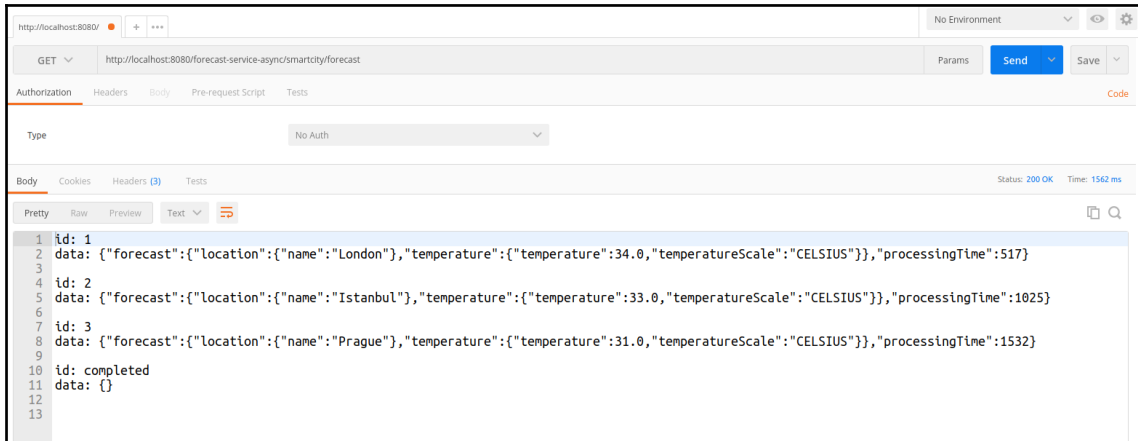 http://localhost:8080/ + ••• No Environment
GET http://localhost:8080/forecast-service-async/smartcity/forecast Params Send Save
Authorization Headers Body Pre-request Script Tests Code
Type No Auth
Body Cookies Headers (3) Tests Status: 200 OK Time: 1562 ms
Pretty Raw Preview Text
1 id: 1
2 data: {"forecast":{"location":{"name":"London"},"temperature":{"temperature":34.0,"temperatureScale":"CELSIUS"}},"processingTime":517}
3
4 id: 2
5 data: {"forecast":{"location":{"name":"Istanbul"},"temperature":{"temperature":33.0,"temperatureScale":"CELSIUS"}},"processingTime":1025}
6
7 id: 3
8 data: {"forecast":{"location":{"name":"Prague"},"temperature":{"temperature":31.0,"temperatureScale":"CELSIUS"}},"processingTime":1532}
9
10 id: completed
11 data: {}
12
13